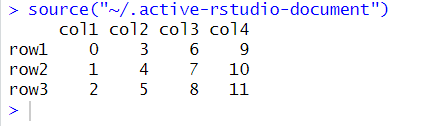 > source("~/.active-rstudio-document")
     col1 col2 col3 col4
row1    0    3    6    9
row2    1    4    7   10
row3    2    5    8   11
>